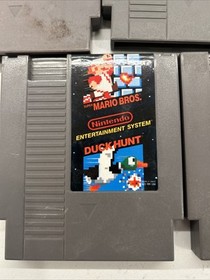 SUPER
MARIO BROS.
Nintendo
ENTERTAINMENT SYSTEM
DUCK HUNT